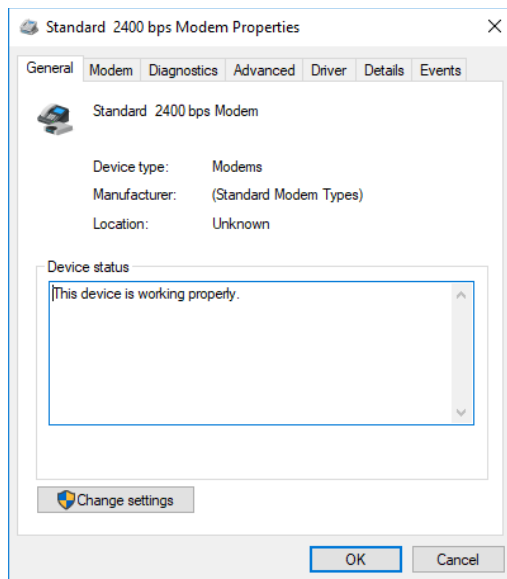 Standard 2400 bps Modem Properties
General Modem Diagnostics Advanced Driver Details Events
Standard 2400 bps Modem
Device type: Modems
Manufacturer: (Standard Modem Types)
Location: Unknown
Device status
This device is working properly.
Change settings
OK Cancel